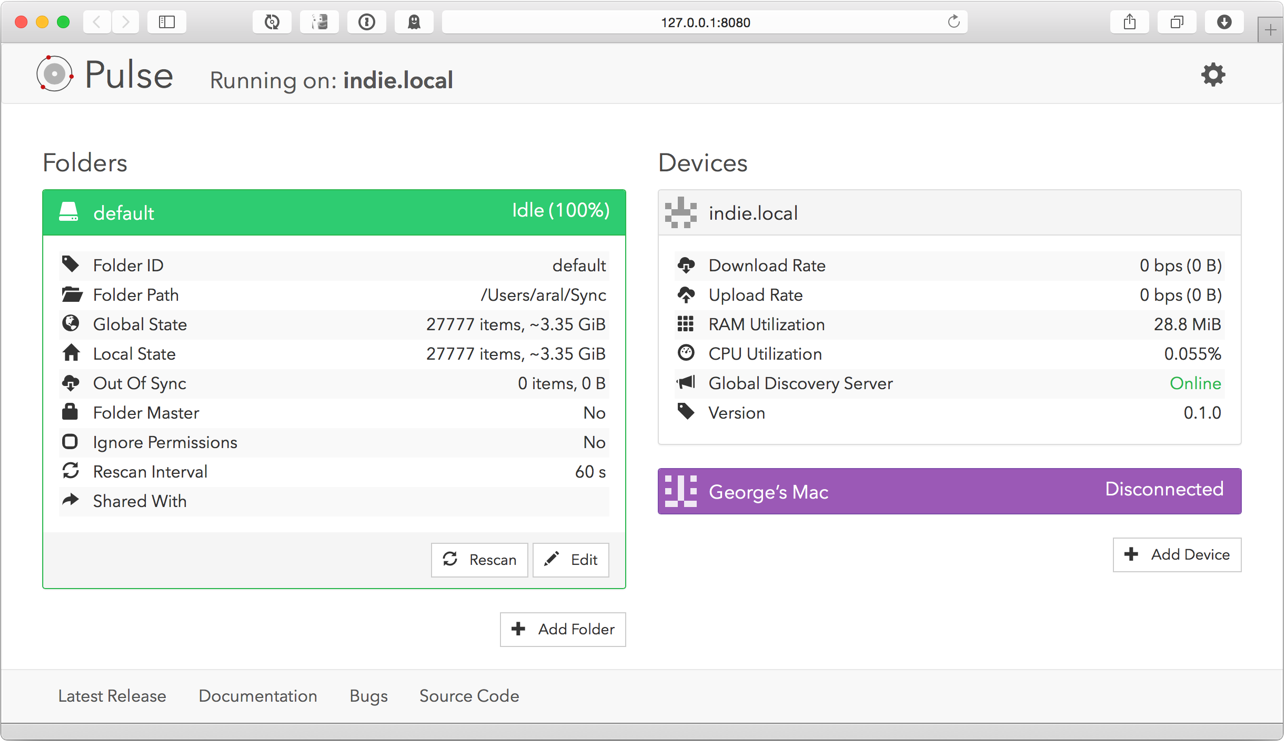 127.0.0.1:8080
Pulse
Running on: indie.local
Folders
default
Idle (100%)
Folder ID
default
Folder Path
/Users/aral/Sync
Global State
27777 items, ~3.35 GiB
Local State
27777 items, ~3.35 GiB
Out Of Sync
0 items, 0 B
Folder Master
No
Ignore Permissions
No
Rescan Interval
60 s
Shared With
Rescan
Edit
Add Folder
Devices
indie.local
Download Rate
0 bps (0 B)
Upload Rate
0 bps (0 B)
RAM Utilization
28.8 MiB
CPU Utilization
0.055%
Global Discovery Server
Online
Version
0.1.0
George’s Mac
Disconnected
Add Device
Latest Release
Documentation
Bugs
Source Code